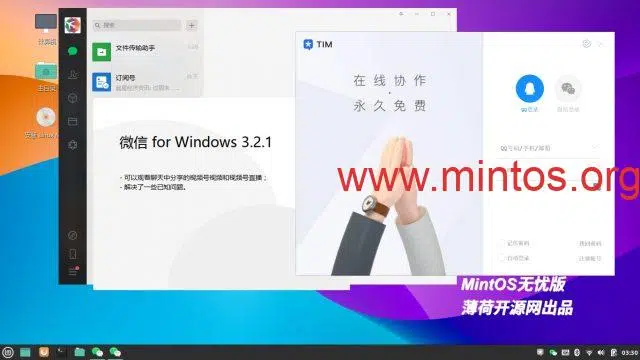 计算机
主目录
搜索
文件传输助手
订阅号
微信 for Windows 3.2.1
- 可以观看聊天中分享的视频号视频和视频号直播；
- 解决了一些已知问题。
TIM
在线协作
永久免费
QQ登录
微信登录
QQ号码/手机/邮箱
记住密码
找回密码
自动登录
注册帐号
www.mintos.org
MintOS无忧版
薄荷开源网出品